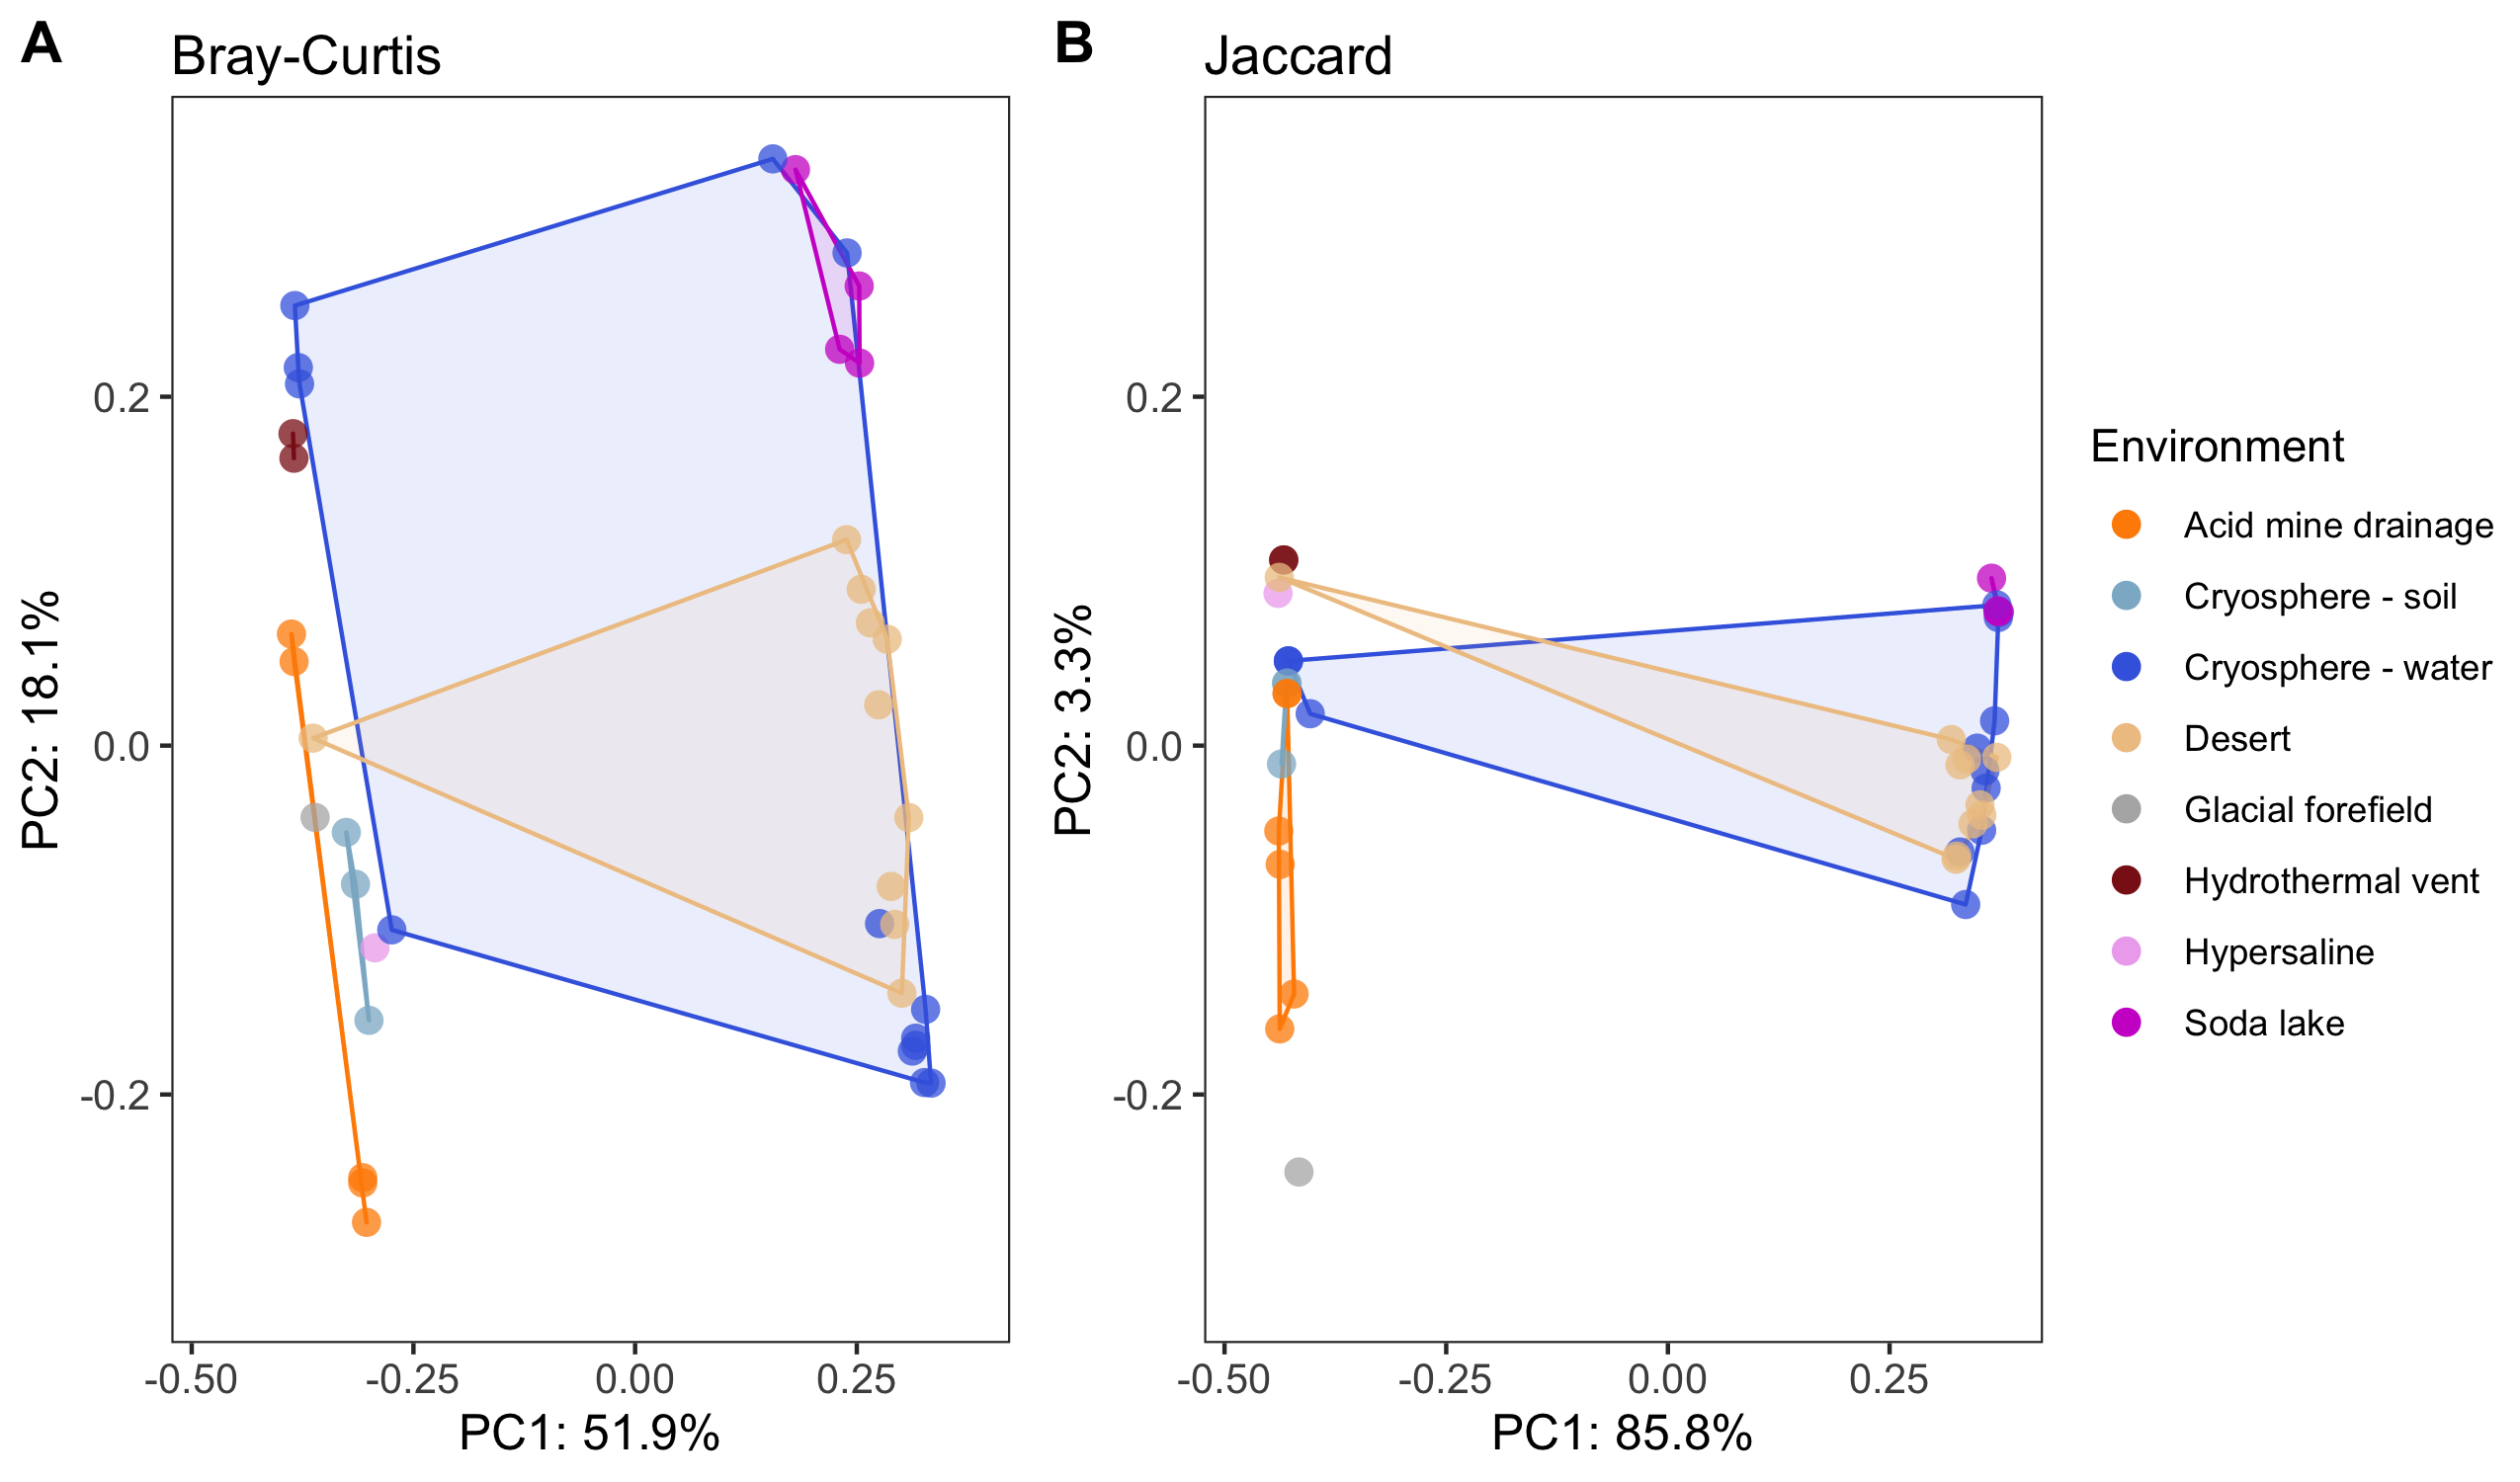 A
Bray-Curtis
PC2: 18.1%
0.2
0.0
-0.2
-0.50
-0.25
0.00
0.25
PC1: 51.9%
B
Jaccard
PC2: 3.3%
0.2
0.0
-0.2
-0.50
-0.25
0.00
0.25
PC1: 85.8%
Environment
Acid mine drainage
Cryosphere - soil
Cryosphere - water
Desert
Glacial forefield
Hydrothermal vent
Hypersaline
Soda lake